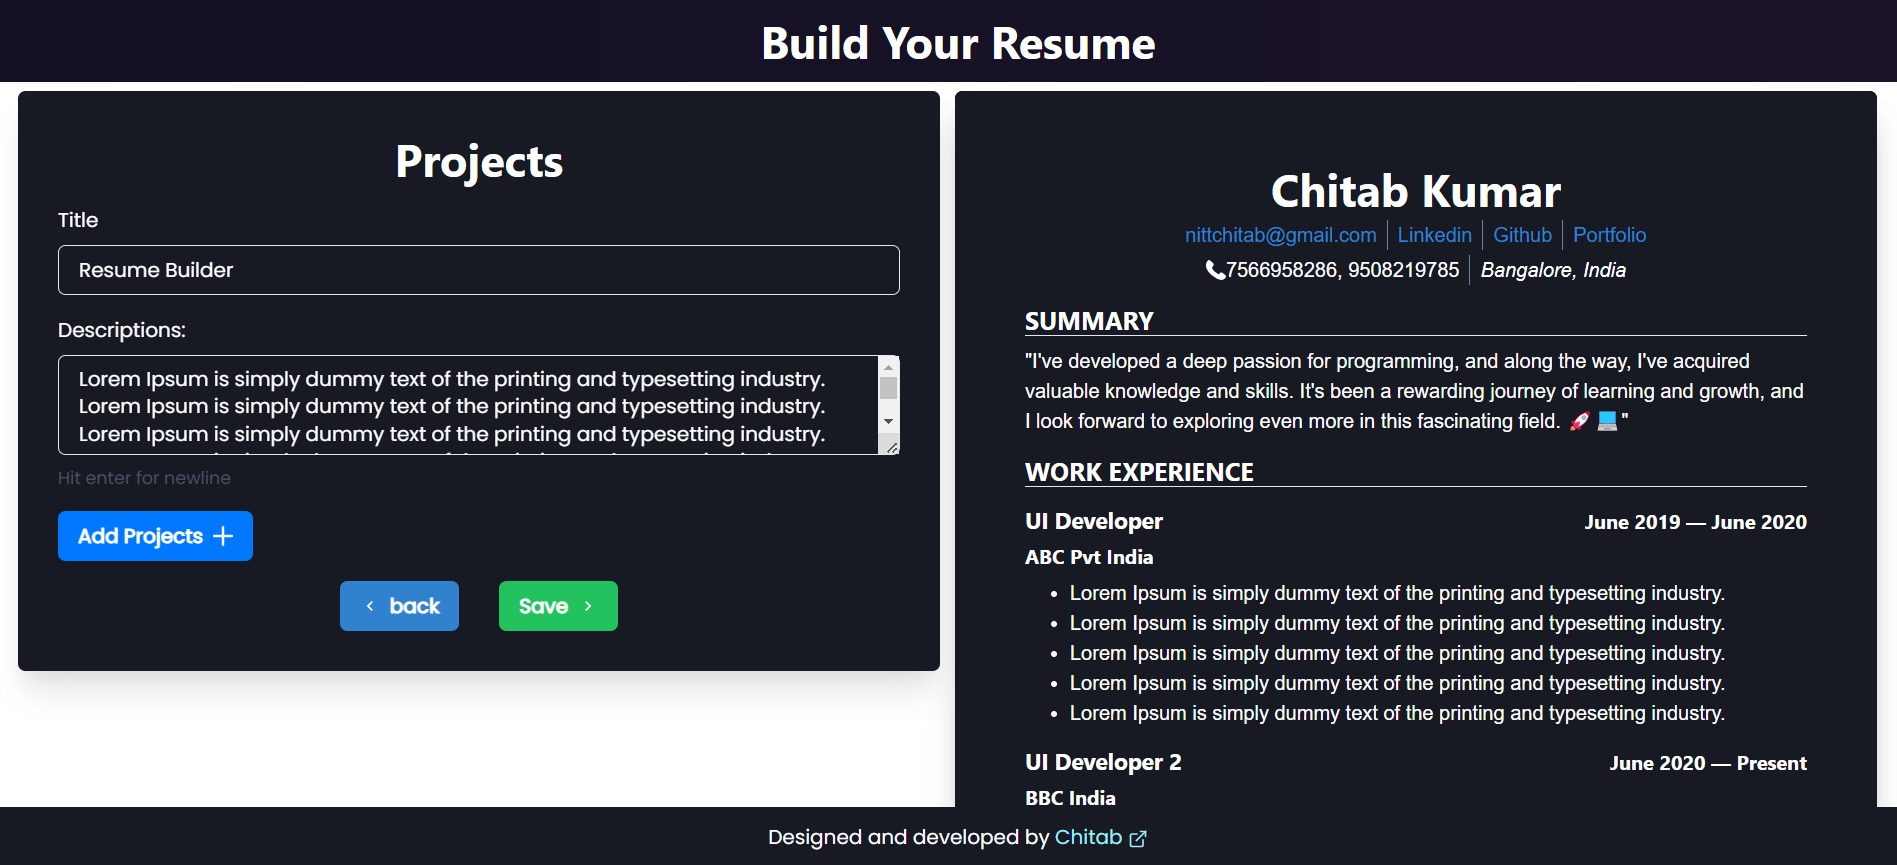 Build Your Resume
Projects
Title
Resume Builder
Descriptions:
Lorem Ipsum is simply dummy text of the printing and typesetting industry.
Lorem Ipsum is simply dummy text of the printing and typesetting industry.
Lorem Ipsum is simply dummy text of the printing and typesetting industry.
Hit enter for newline
Add Projects +
‹ back
Save ›
Chitab Kumar
nittchitab@gmail.com | Linkedin | Github | Portfolio
📞7566958286, 9508219785 | Bangalore, India
SUMMARY
"I've developed a deep passion for programming, and along the way, I've acquired
valuable knowledge and skills. It's been a rewarding journey of learning and growth, and
I look forward to exploring even more in this fascinating field. 🚀 💻"
WORK EXPERIENCE
UI Developer June 2019 — June 2020
ABC Pvt India
• Lorem Ipsum is simply dummy text of the printing and typesetting industry.
• Lorem Ipsum is simply dummy text of the printing and typesetting industry.
• Lorem Ipsum is simply dummy text of the printing and typesetting industry.
• Lorem Ipsum is simply dummy text of the printing and typesetting industry.
• Lorem Ipsum is simply dummy text of the printing and typesetting industry.
UI Developer 2 June 2020 — Present
BBC India
Designed and developed by Chitab